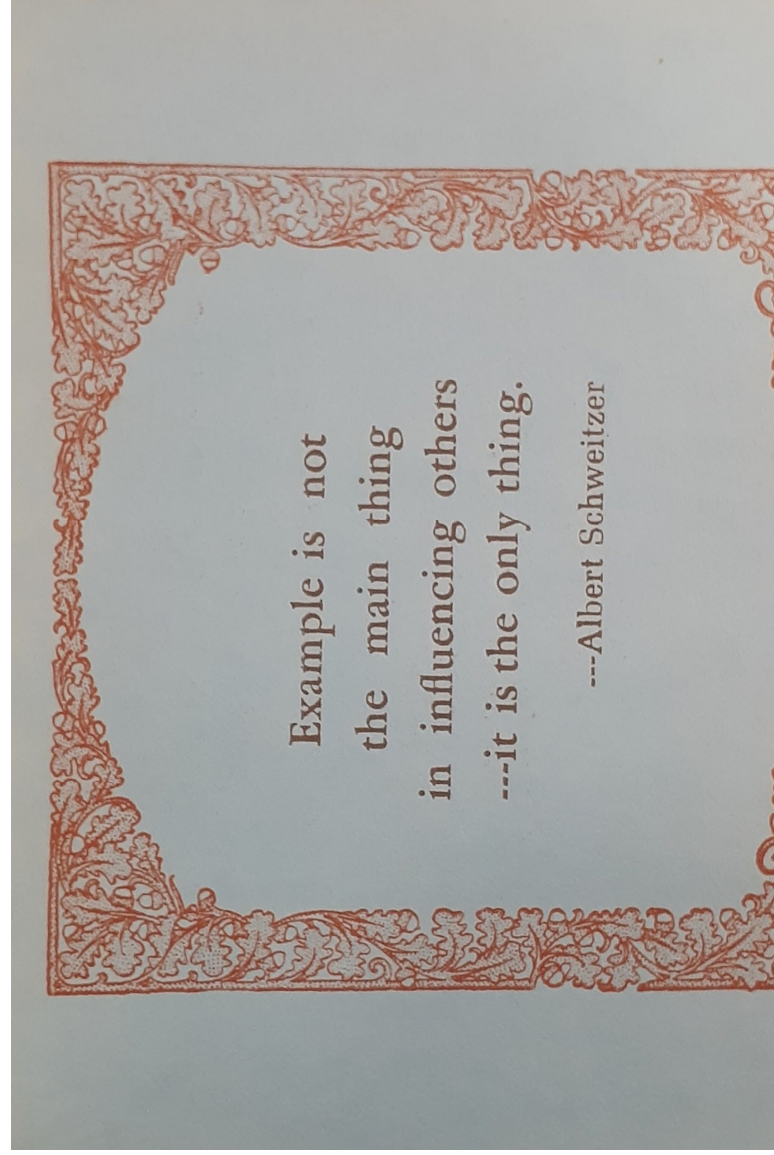 Example is not
the main thing
in influencing others
---it is the only thing.
---Albert Schweitzer